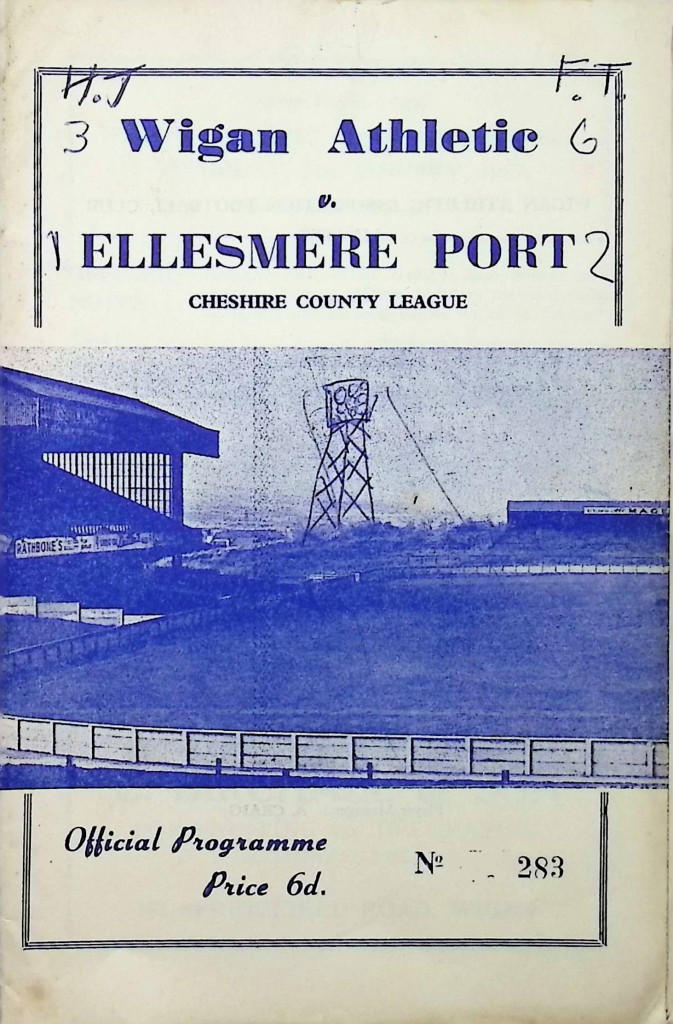 H.T F.T.
3 Wigan Athletic 6
v.
1 ELLESMERE PORT 2
CHESHIRE COUNTY LEAGUE
RATHBONE'S
Official Programme
Price 6d.
Nº 283